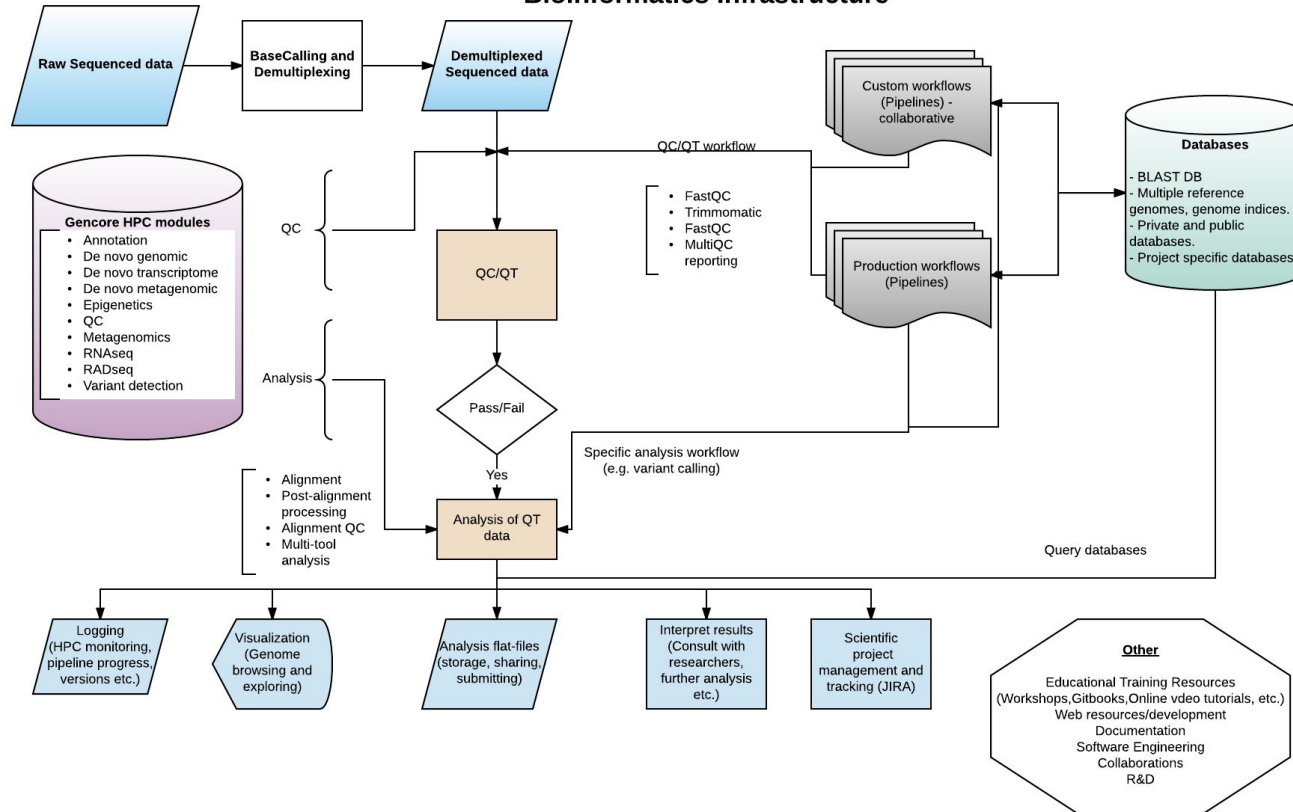 Bioinformatics Infrastructure
Raw Sequenced data
BaseCalling and
Demultiplexing
Demultiplexed
Sequenced data
Custom workflows
(Pipelines) -
collaborative
Databases
- BLAST DB
- Multiple reference
genomes, genome indices.
- Private and public
databases.
- Project specific databases
QC/QT workflow
• FastQC
• Trimmomatic
• FastQC
• MultiQC
reporting
Production workflows
(Pipelines)
Gencore HPC modules
• Annotation
• De novo genomic
• De novo transcriptome
• De novo metagenomic
• Epigenetics
• QC
• Metagenomics
• RNAseq
• RADseq
• Variant detection
QC
QC/QT
Analysis
Pass/Fail
Yes
Specific analysis workflow
(e.g. variant calling)
• Alignment
• Post-alignment
processing
• Alignment QC
• Multi-tool
analysis
Analysis of QT
data
Query databases
Logging
(HPC monitoring,
pipeline progress,
versions etc.)
Visualization
(Genome
browsing and
exploring)
Analysis flat-files
(storage, sharing,
submitting)
Interpret results
(Consult with
researchers,
further analysis
etc.)
Scientific
project
management and
tracking (JIRA)
Other
Educational Training Resources
(Workshops,Gitbooks,Online vdeo tutorials, etc.)
Web resources/development
Documentation
Software Engineering
Collaborations
R&D